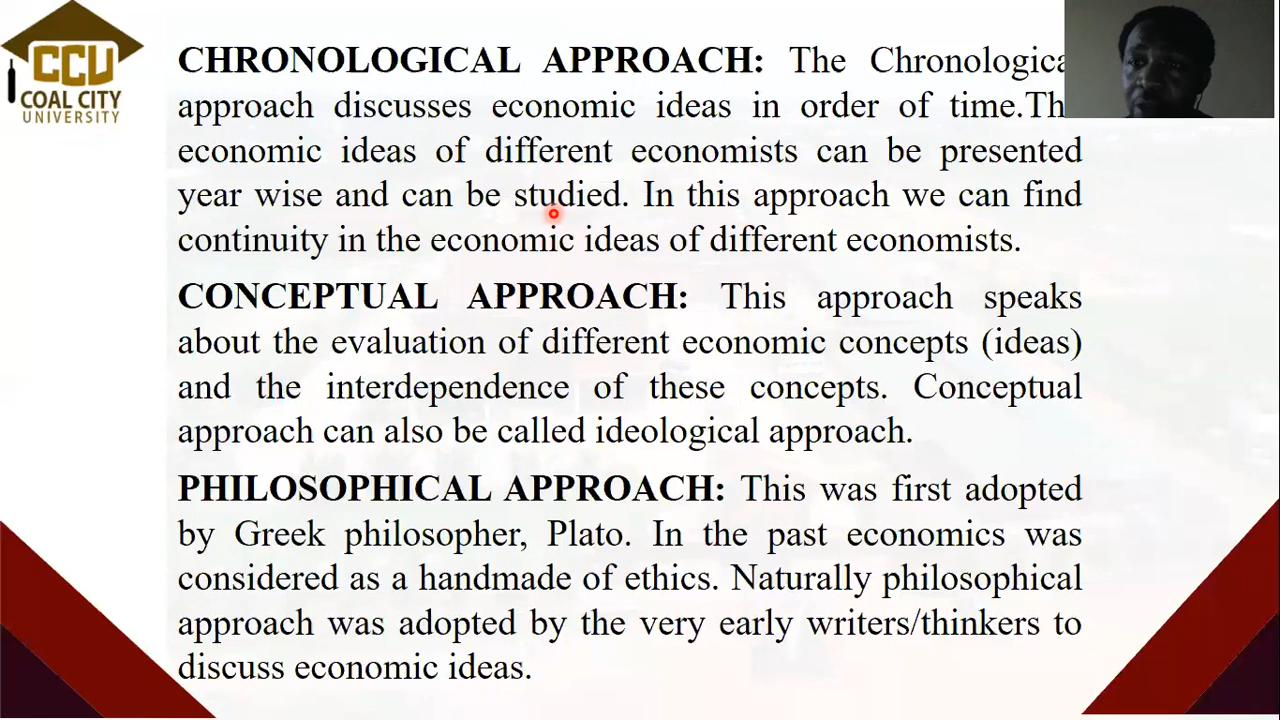 CCU
COAL CITY
UNIVERSITY
CHRONOLOGICAL APPROACH: The Chronologica
approach discusses economic ideas in order of time.Th
economic ideas of different economists can be presented
year wise and can be studied. In this approach we can find
continuity in the economic ideas of different economists.
CONCEPTUAL APPROACH: This approach speaks
about the evaluation of different economic concepts (ideas)
and the interdependence of these concepts. Conceptual
approach can also be called ideological approach.
PHILOSOPHICAL APPROACH: This was first adopted
by Greek philosopher, Plato. In the past economics was
considered as a handmade of ethics. Naturally philosophical
approach was adopted by the very early writers/thinkers to
discuss economic ideas.